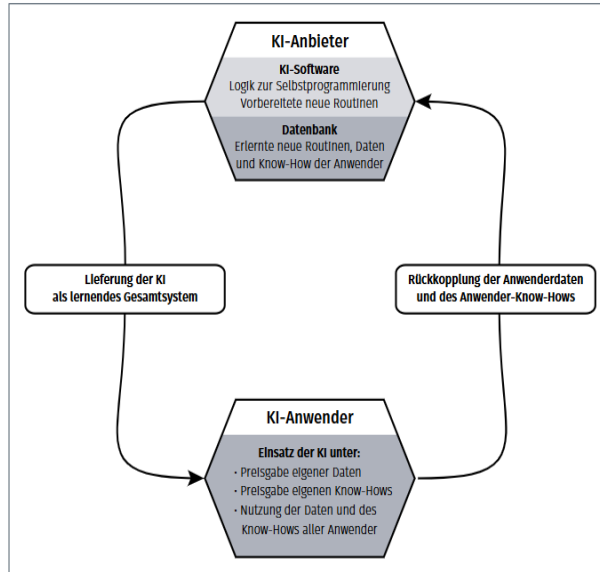 KI-Anbieter
KI-Software
Logik zur Selbstprogrammierung
Vorbereitete neue Routinen
Datenbank
Erlernte neue Routinen, Daten
und Know-How der Anwender
Lieferung der KI
als lernendes Gesamtsystem
Rückkopplung der Anwenderdaten
und des Anwender-Know-Hows
KI-Anwender
Einsatz der KI unter:
· Preisgabe eigener Daten
· Preisgabe eigenen Know-Hows
· Nutzung der Daten und des
Know-Hows aller Anwender